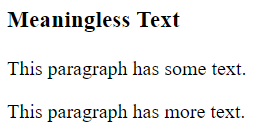 Meaningless Text
This paragraph has some text.
This paragraph has more text.